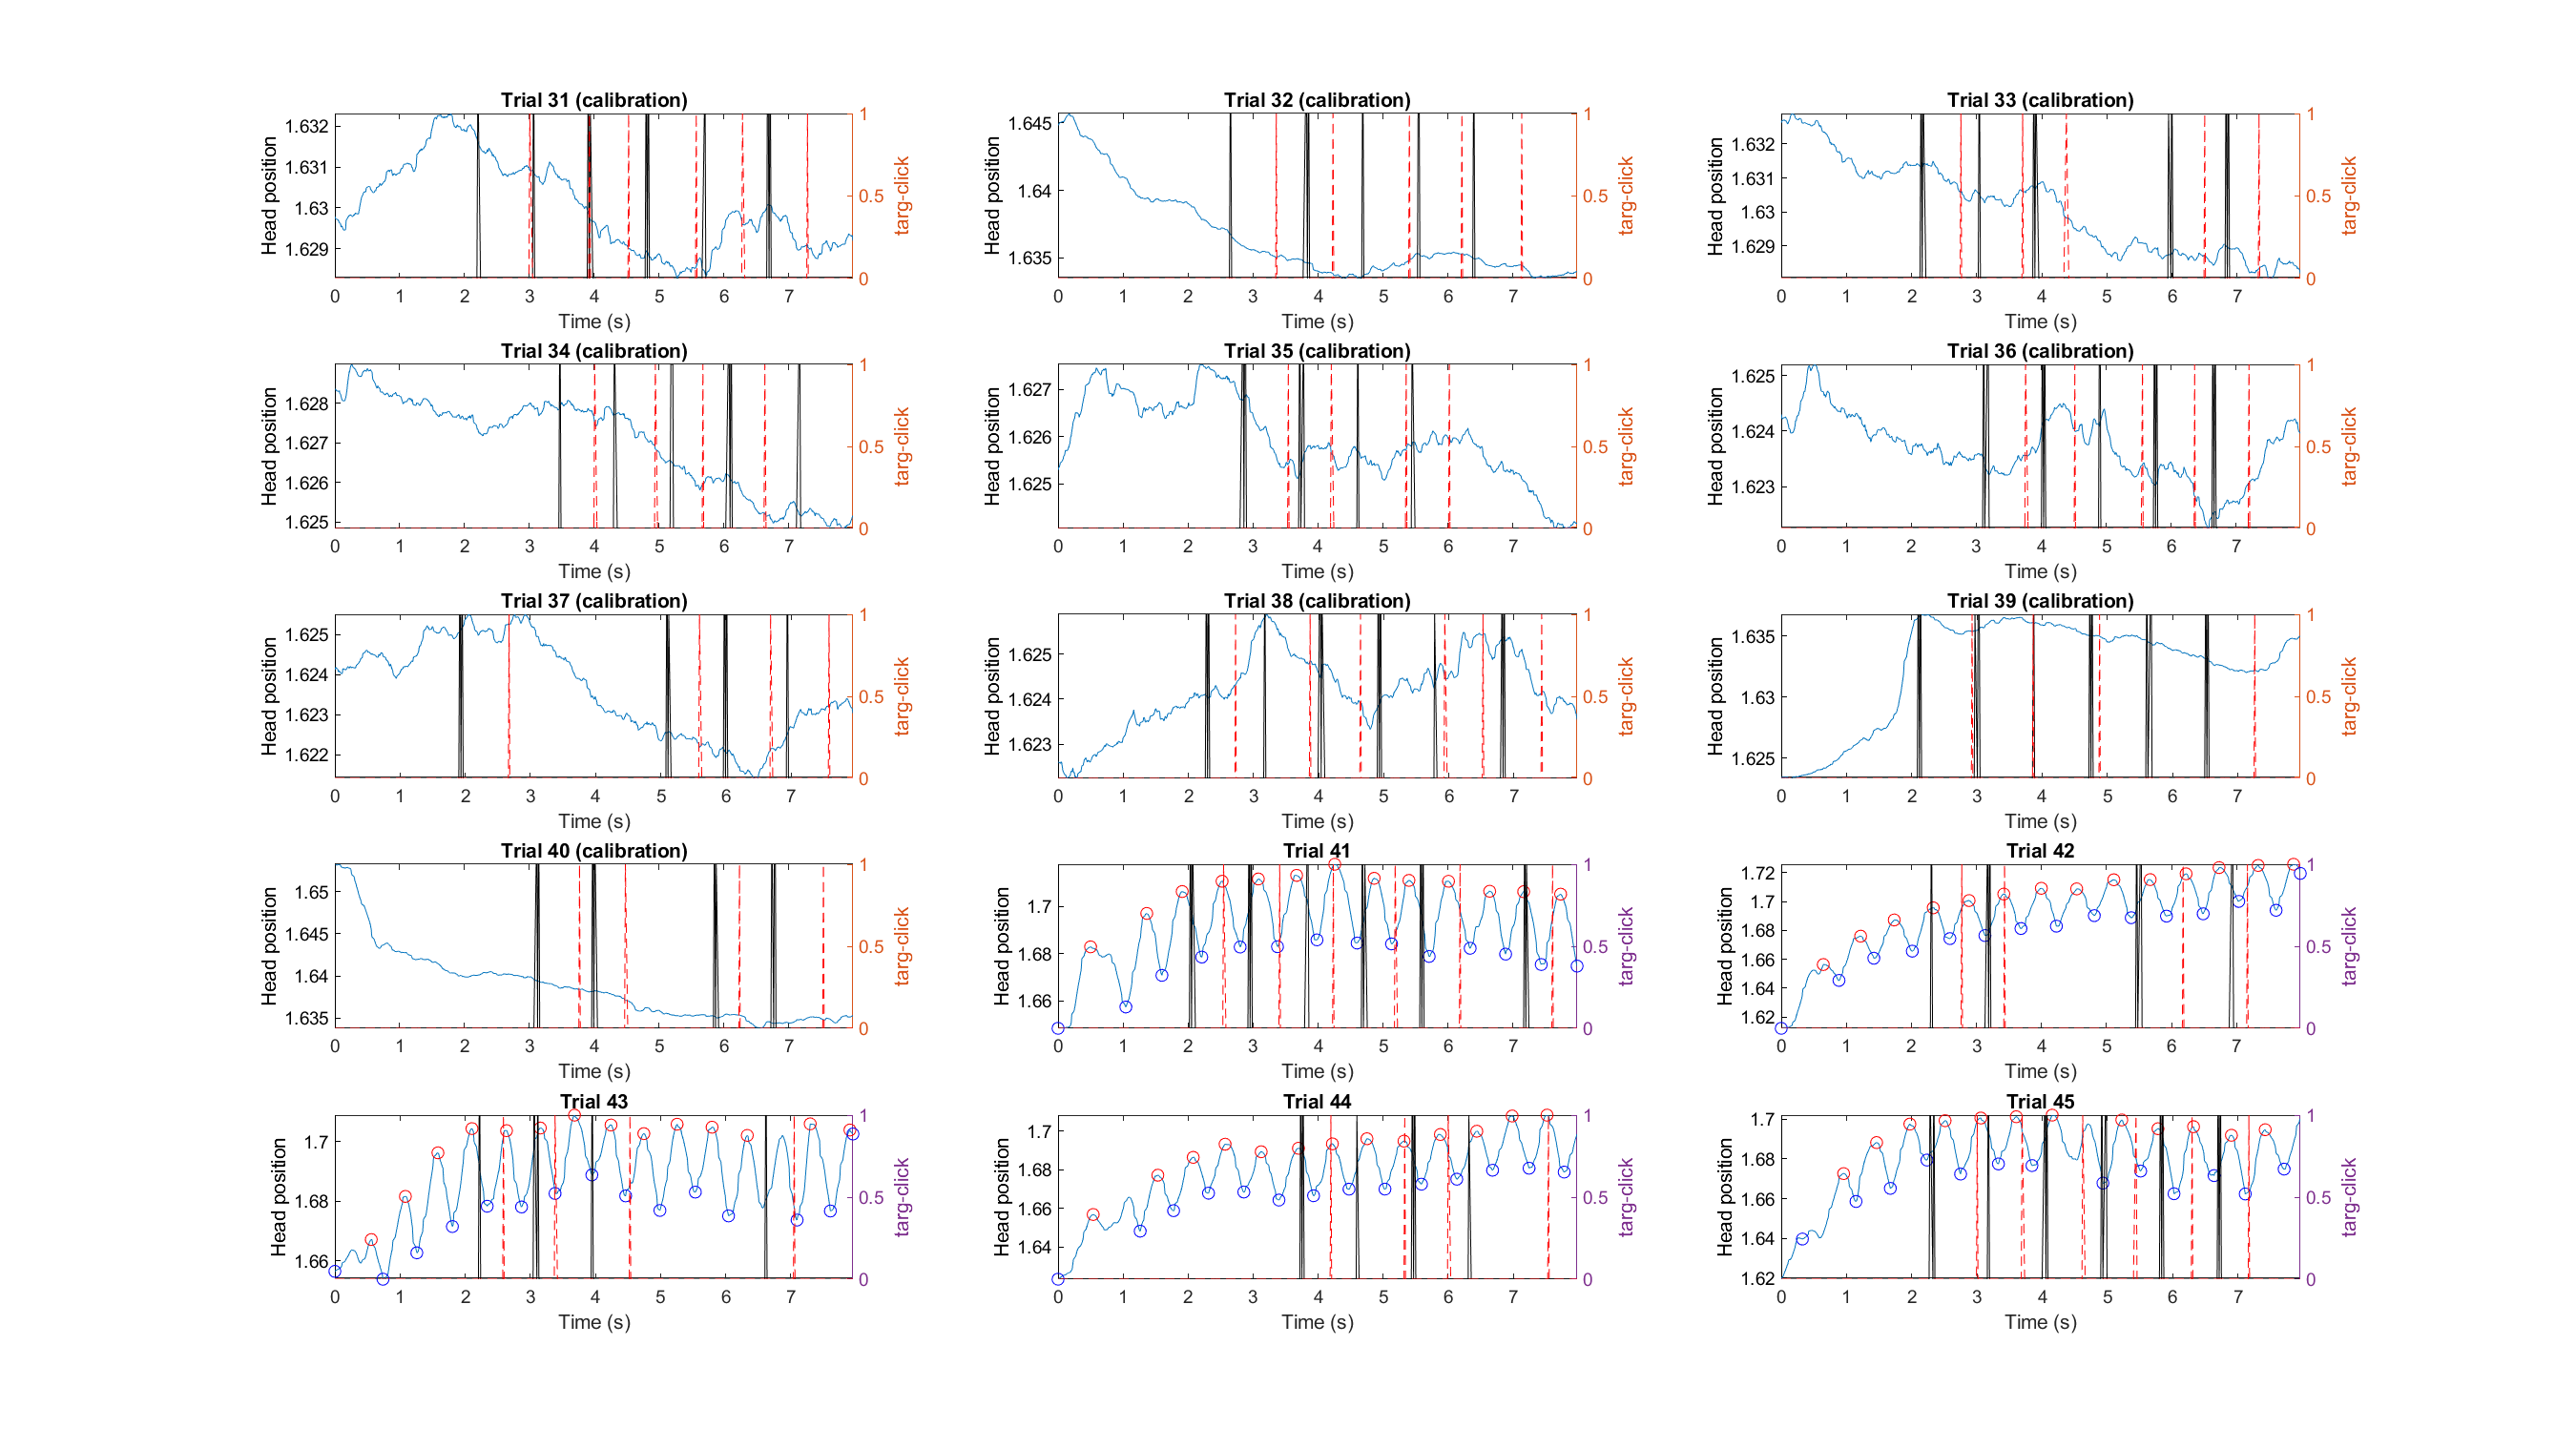 Trial 31 (calibration)
1.632
1.631
1.63
1.629
Head position
0 1 2 3 4 5 6 7
Time (s)
1
0.5
0
targ-click
Trial 32 (calibration)
1.645
1.64
1.635
Head position
0 1 2 3 4 5 6 7
Time (s)
1
0.5
0
targ-click
Trial 33 (calibration)
1.632
1.631
1.63
1.629
Head position
0 1 2 3 4 5 6 7
Time (s)
1
0.5
0
targ-click
Trial 34 (calibration)
1.628
1.627
1.626
1.625
Head position
0 1 2 3 4 5 6 7
Time (s)
1
0.5
0
targ-click
Trial 35 (calibration)
1.627
1.626
1.625
Head position
0 1 2 3 4 5 6 7
Time (s)
1
0.5
0
targ-click
Trial 36 (calibration)
1.625
1.624
1.623
Head position
0 1 2 3 4 5 6 7
Time (s)
1
0.5
0
targ-click
Trial 37 (calibration)
1.625
1.624
1.623
1.622
Head position
0 1 2 3 4 5 6 7
Time (s)
1
0.5
0
targ-click
Trial 38 (calibration)
1.625
1.624
1.623
Head position
0 1 2 3 4 5 6 7
Time (s)
1
0.5
0
targ-click
Trial 39 (calibration)
1.635
1.63
1.625
Head position
0 1 2 3 4 5 6 7
Time (s)
1
0.5
0
targ-click
Trial 40 (calibration)
1.65
1.645
1.64
1.635
Head position
0 1 2 3 4 5 6 7
Time (s)
1
0.5
0
targ-click
Trial 41
1.7
1.68
1.66
Head position
0 1 2 3 4 5 6 7
Time (s)
1
0.5
0
targ-click
Trial 42
1.72
1.7
1.68
1.66
1.64
1.62
Head position
0 1 2 3 4 5 6 7
Time (s)
1
0.5
0
targ-click
Trial 43
1.7
1.68
1.66
Head position
0 1 2 3 4 5 6 7
Time (s)
1
0.5
0
targ-click
Trial 44
1.7
1.68
1.66
1.64
Head position
0 1 2 3 4 5 6 7
Time (s)
1
0.5
0
targ-click
Trial 45
1.7
1.68
1.66
1.64
1.62
Head position
0 1 2 3 4 5 6 7
Time (s)
1
0.5
0
targ-click